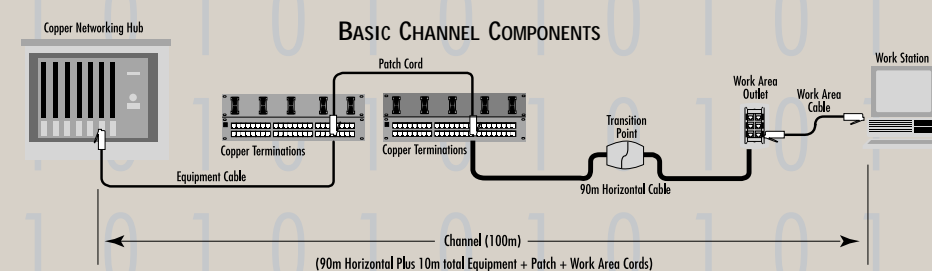 BASIC CHANNEL COMPONENTS
Copper Networking Hub
Patch Cord
Work Station
Work Area
Outlet
Work Area
Cable
Transition
Point
Copper Terminations
Copper Terminations
Equipment Cable
90m Horizontal Cable
Channel (100m)
(90m Horizontal Plus 10m total Equipment + Patch + Work Area Cords)